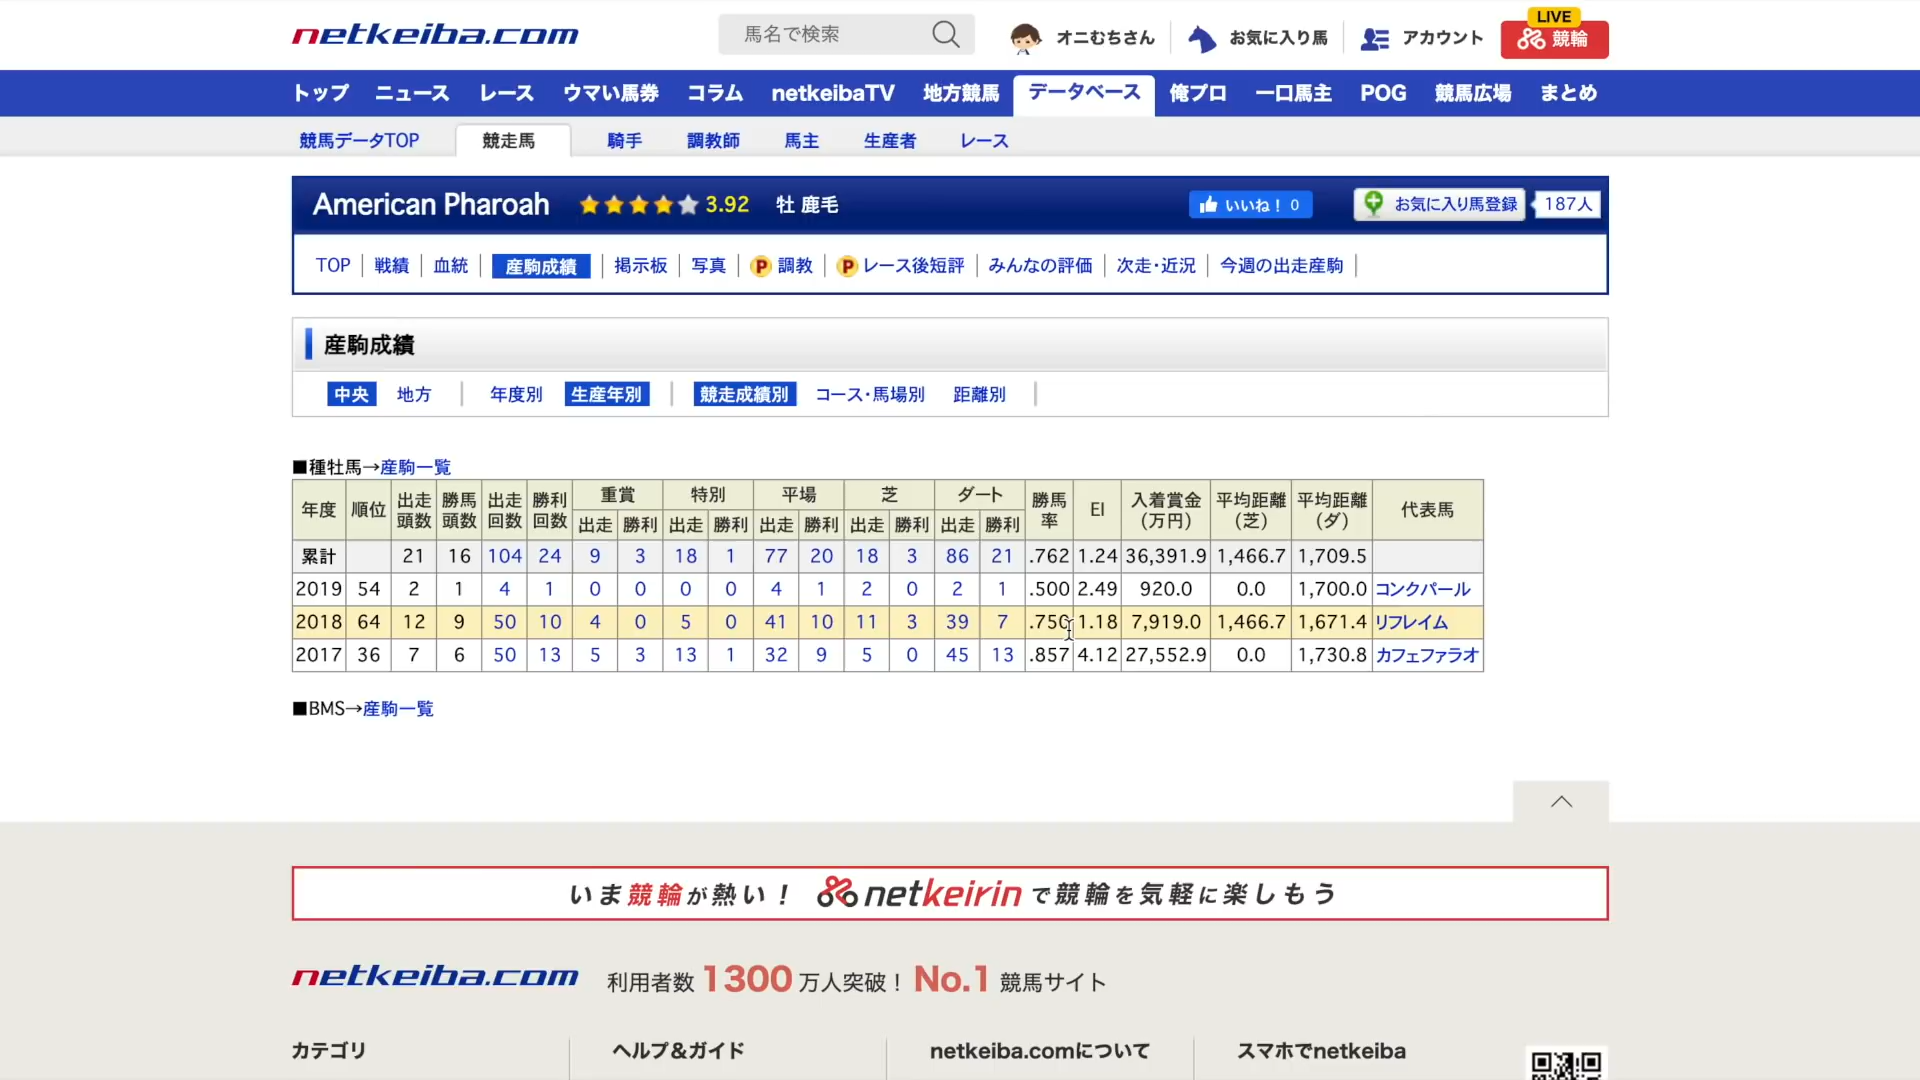 netkeiba.com
馬名で検索
オニむちさん
お気に入り馬
アカウント
LIVE
競輪
トップ ニュース レース ウマい馬券 コラム netkeibaTV 地方競馬 データベース 俺プロ 一口馬主 POG 競馬広場 まとめ
競馬データTOP 競走馬 騎手 調教師 馬主 生産者 レース
American Pharoah 3.92 牡 鹿毛 いいね！ 0 お気に入り馬登録 187人
TOP 戦績 血統 産駒成績 掲示板 写真 P 調教 P レース後短評 みんなの評価 次走・近況 今週の出走産駒
産駒成績
中央 地方 年度別 生産年別 競走成績別 コース・馬場別 距離別
■種牡馬→産駒一覧
年度 順位 出走頭数 勝馬頭数 出走回数 勝利回数 重賞 特別 平場 芝 ダート 勝馬率 EI 入着賞金(万円) 平均距離(芝) 平均距離(ダ) 代表馬
出走 勝利 出走 勝利 出走 勝利 出走 勝利 出走 勝利
累計 21 16 104 24 9 3 18 1 77 20 18 3 86 21 .762 1.24 36,391.9 1,466.7 1,709.5
2019 54 2 1 4 1 0 0 0 0 4 1 2 0 2 1 .500 2.49 920.0 0.0 1,700.0 コンクパール
2018 64 12 9 50 10 4 0 5 0 41 10 11 3 39 7 .750 1.18 7,919.0 1,466.7 1,671.4 リフレイム
2017 36 7 6 50 13 5 3 13 1 32 9 5 0 45 13 .857 4.12 27,552.9 0.0 1,730.8 カフェファラオ
■BMS→産駒一覧
いま競輪が熱い！ netkeirin で競輪を気軽に楽しもう
netkeiba.com 利用者数 1300 万人突破！ No.1 競馬サイト
カテゴリ ヘルプ&ガイド netkeiba.comについて スマホでnetkeiba